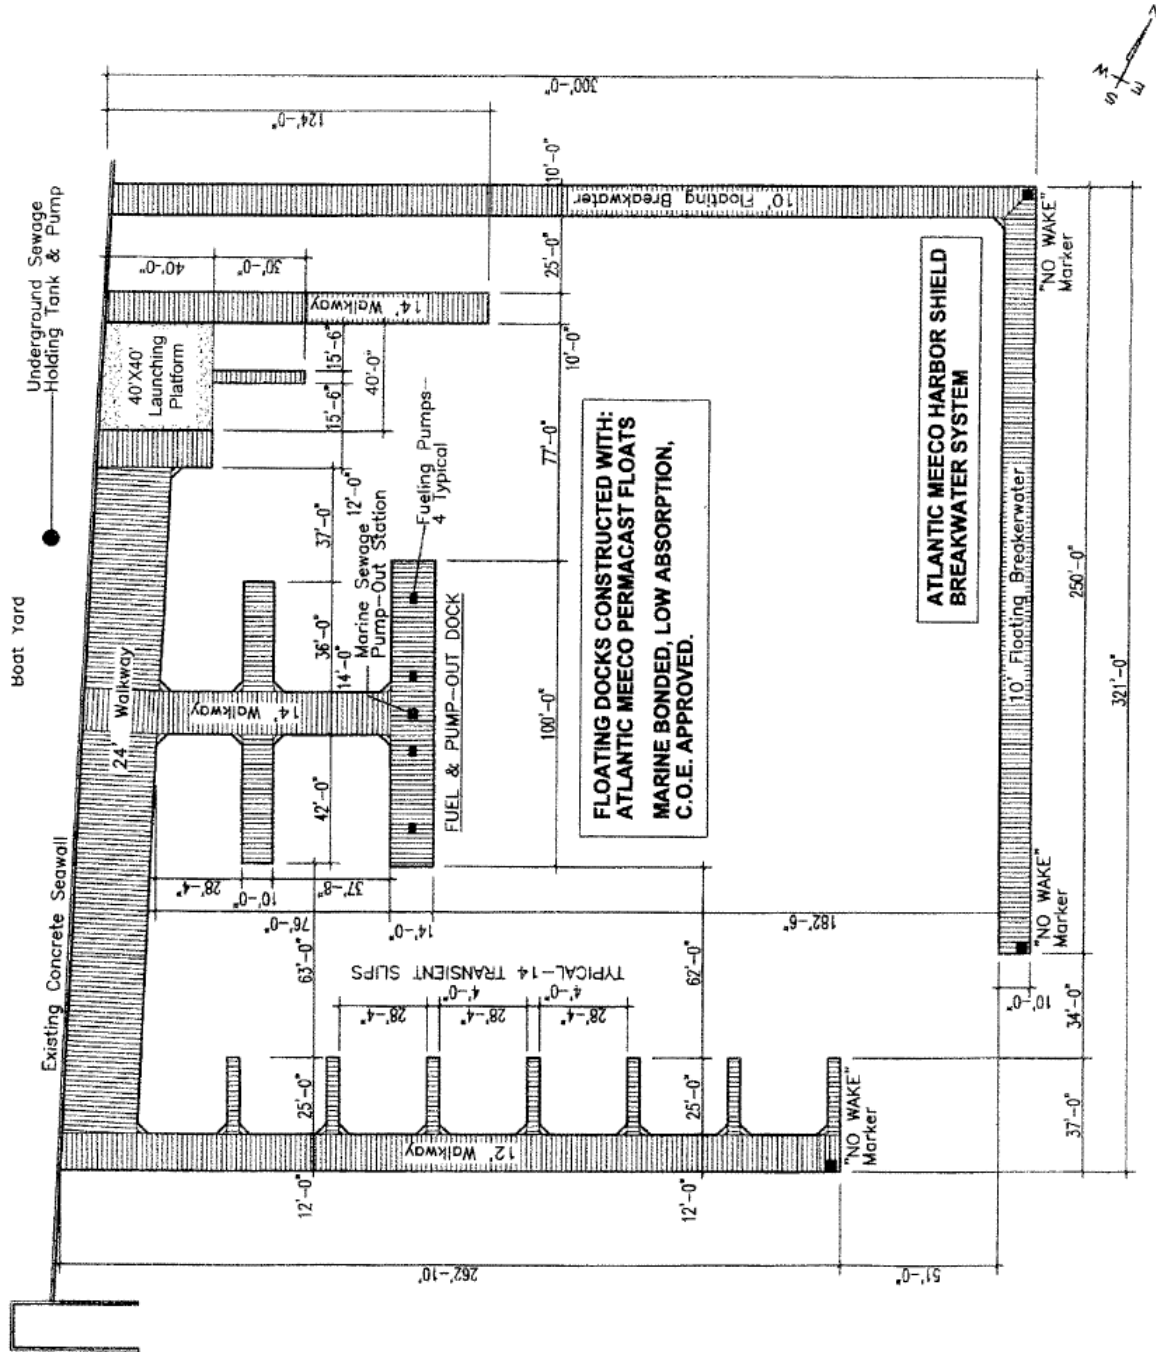 N
W
E
S
300'-0"
124'-0"
Underground Sewage
Holding Tank & Pump
Boat Yard
Existing Concrete Seawall
10'-0"
10' Floating Breakwater
25'-0"
40'-0"
30'-0"
14' Walkway
10'-0"
40'X40'
Launching
Platform
15'-6"
15'-6"
40'-0"
12'-0"
37'-0"
77'-0"
Fueling Pumps
4 Typical
Marine Sewage
Pump-Out Station
36'-0"
14'-0"
24'
Walkway
14' Walkway
42'-0"
FUEL & PUMP-OUT DOCK
100'-0"
FLOATING DOCKS CONSTRUCTED WITH:
ATLANTIC MEECO PERMACAST FLOATS
MARINE BONDED, LOW ABSORPTION,
C.O.E. APPROVED.
ATLANTIC MEECO HARBOR SHIELD
BREAKWATER SYSTEM
10' Floating Breakerwater
"NO WAKE"
Marker
250'-0"
321'-0"
28'-4"
10'-0"
37'-8"
76'-0"
14'-0"
182'-6"
63'-0"
62'-0"
TYPICAL-14 TRANSIENT SLIPS
4'-0"
4'-0"
28'-4"
28'-4"
28'-4"
25'-0"
25'-0"
12' Walkway
12'-0"
12'-0"
"NO WAKE"
Marker
"NO WAKE"
Marker
10'-0"
34'-0"
37'-0"
262'-10"
51'-0"